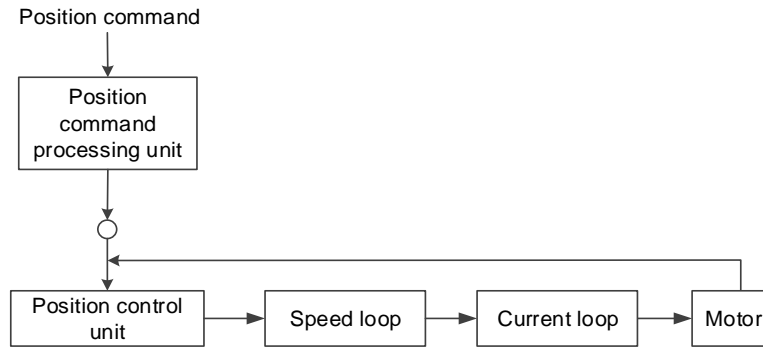 Position command
Position
command
processing unit
Position control
unit
Speed loop
Current loop
Motor